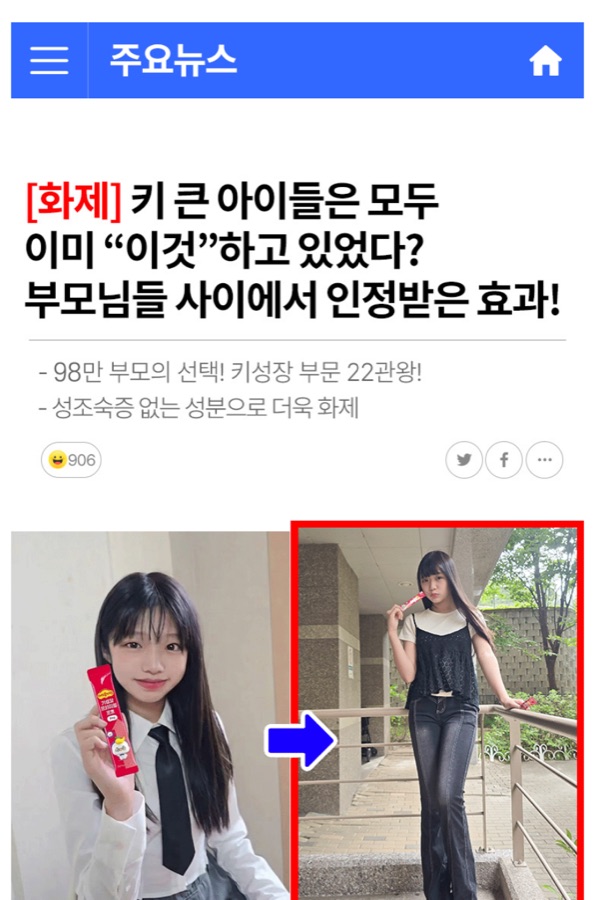 주요뉴스
[화제] 키 큰 아이들은 모두
이미 “이것”하고 있었다?
부모님들 사이에서 인정받은 효과!
- 98만 부모의 선택! 키성장 부문 22관왕!
- 성조숙증 없는 성분으로 더욱 화제
906